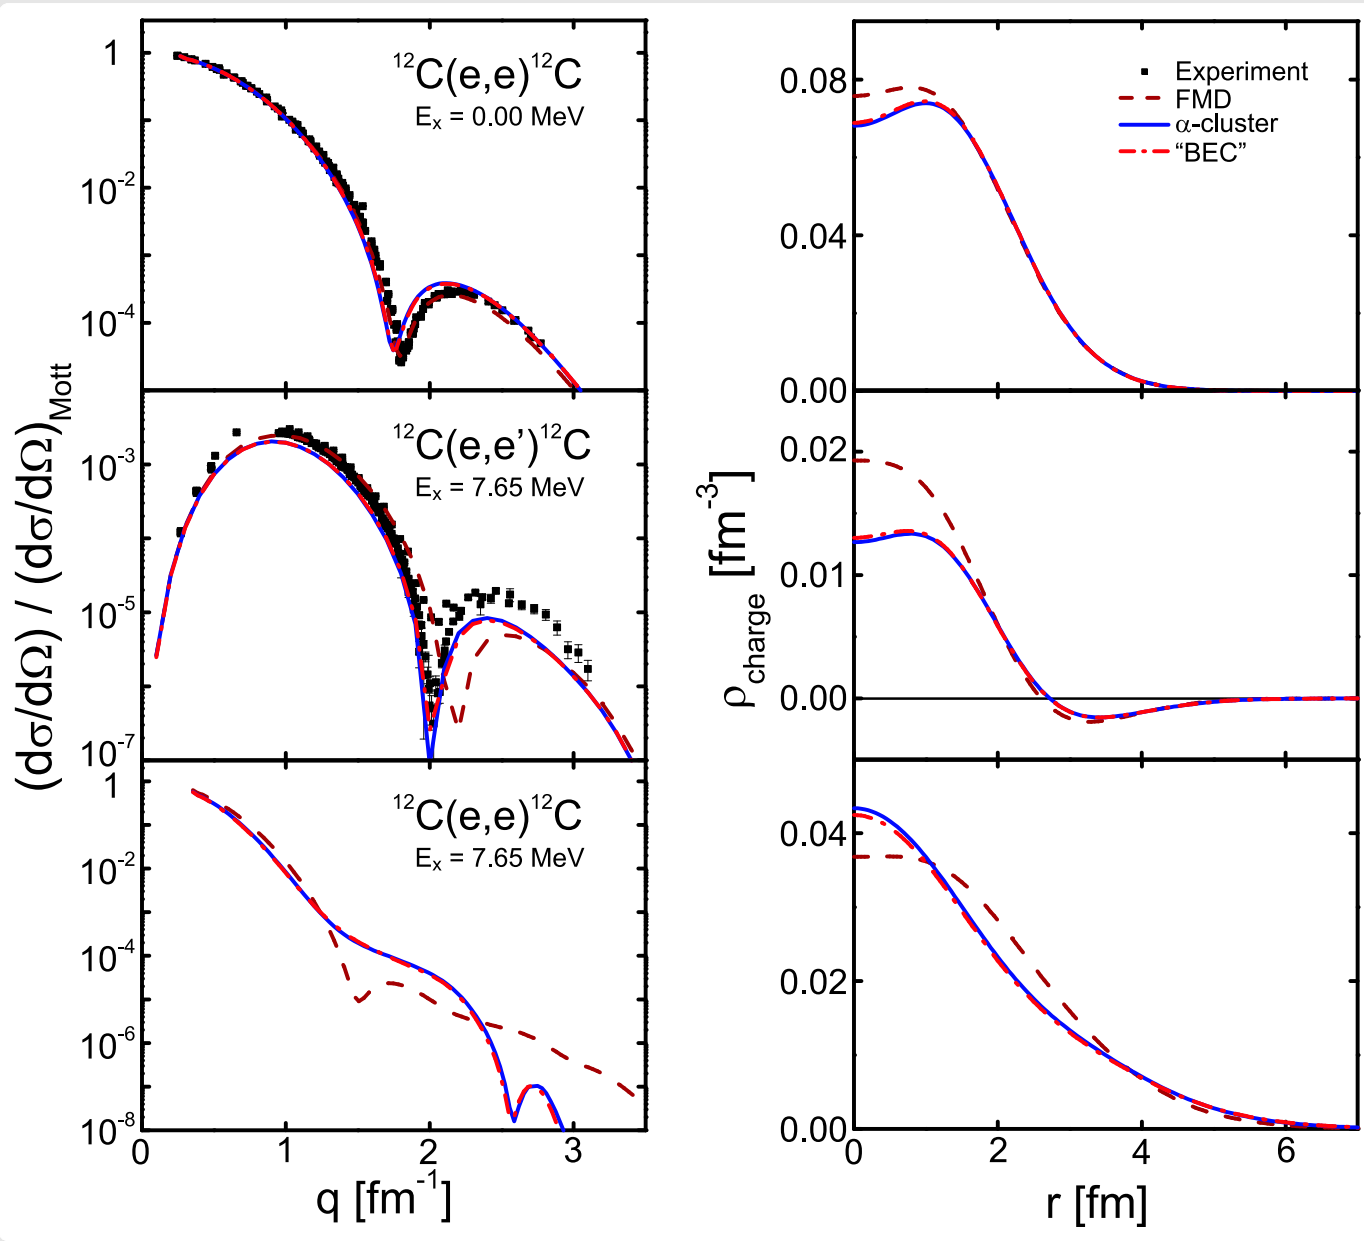 (dσ/dΩ) / (dσ/dΩ)Mott
1
10⁻²
10⁻⁴
¹²C(e,e)¹²C
Eₓ = 0.00 MeV
10⁻³
10⁻⁵
10⁻⁷
¹²C(e,e’)¹²C
Eₓ = 7.65 MeV
1
10⁻²
10⁻⁴
10⁻⁶
10⁻⁸
¹²C(e,e)¹²C
Eₓ = 7.65 MeV
0 1 2 3
q [fm⁻¹]
ρcharge [fm⁻³]
0.08
0.04
0.00
Experiment
FMD
α-cluster
“BEC”
0.02
0.01
0.00
0.04
0.02
0.00
0 2 4 6
r [fm]